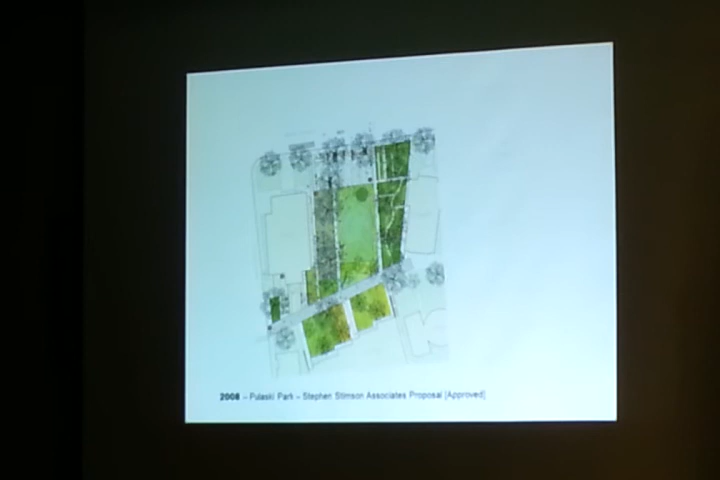 2008 – Pulaski Park – Stephen Stimson Associates Proposal [Approved]